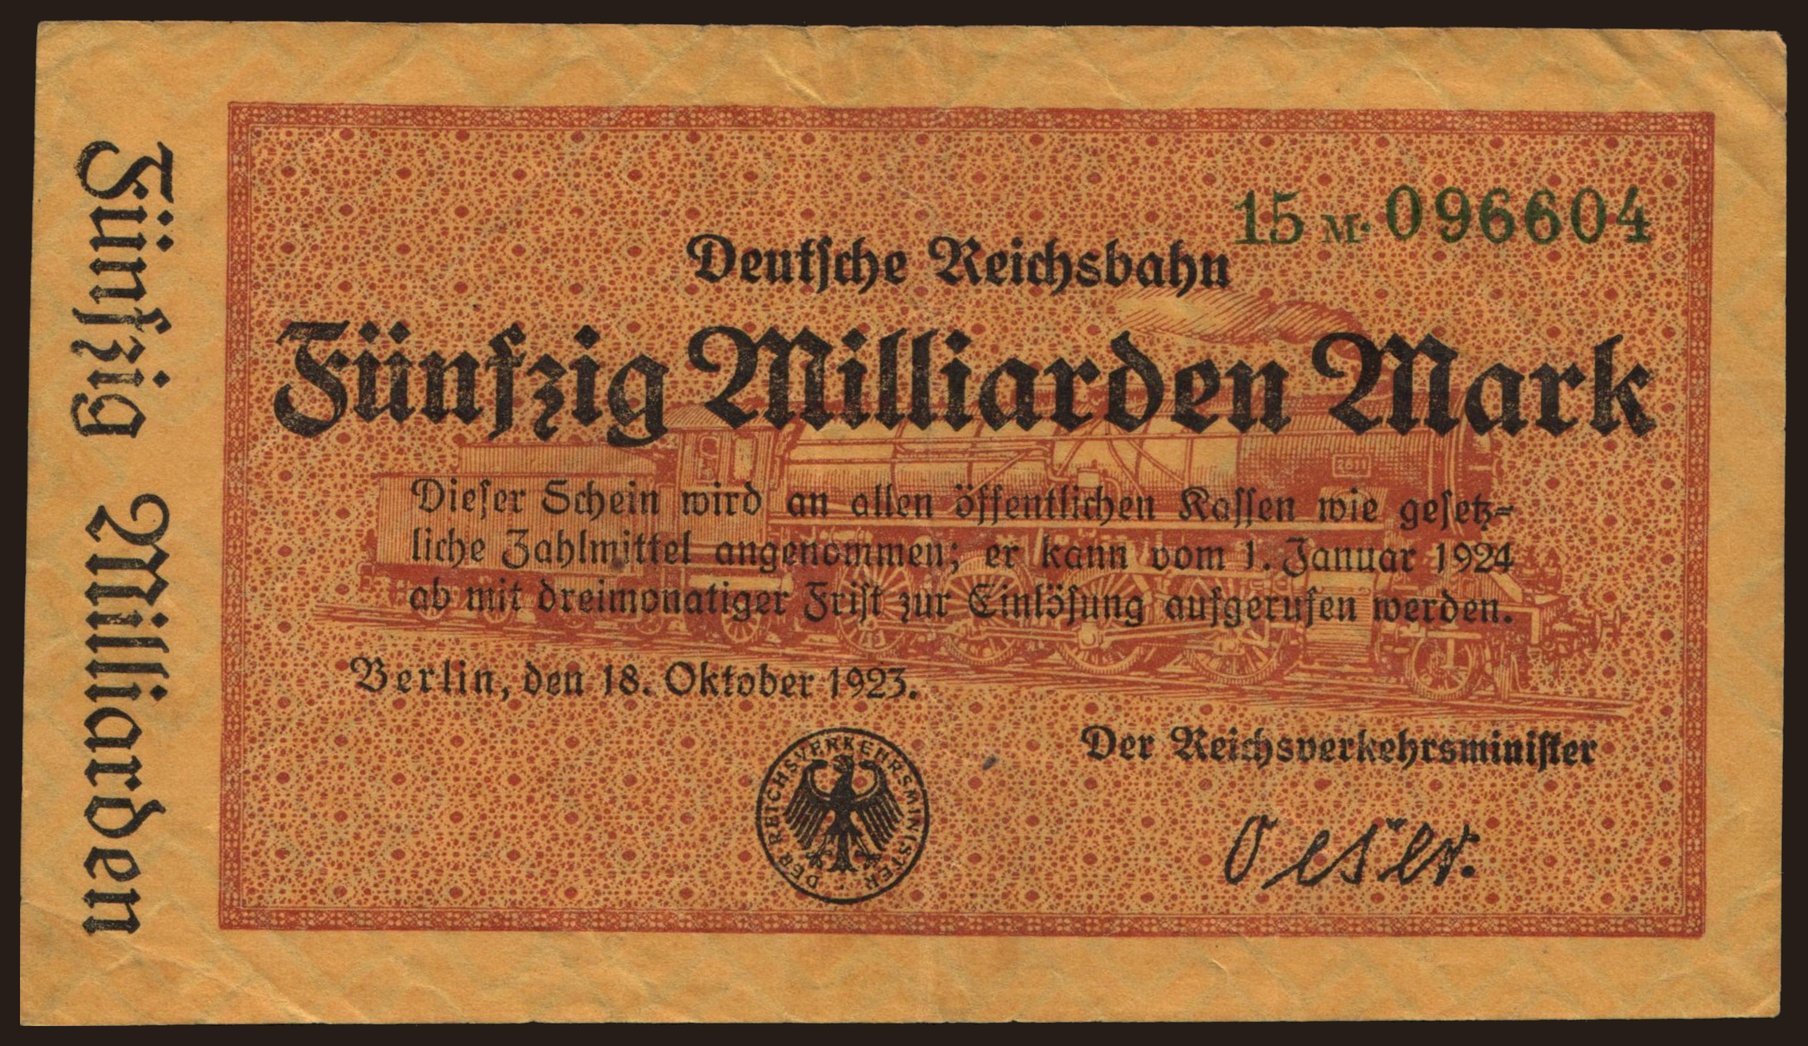 Fünfzig Milliarden
15 M· 096604
Deutsche Reichsbahn
Fünfzig Milliarden Mark
2611
Dieser Schein wird an allen öffentlichen Kassen wie gesetz-
liche Zahlmittel angenommen; er kann vom 1. Januar 1924
ab mit dreimonatiger Frist zur Einlösung aufgerufen werden.
Berlin, den 18. Oktober 1923.
Der Reichsverkehrsminister
DER REICHSVERKEHRSMINISTER
Oeser.